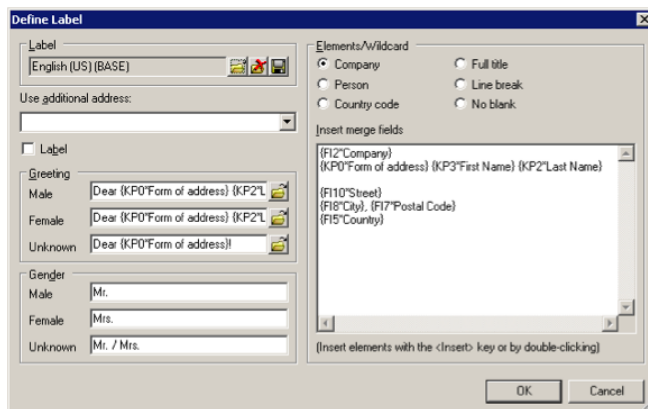 Define Label
Label
English (US) (BASE)
Use additional address:
Label
Greeting
Male
Dear {KP0"Form of address} {KP2"L
Female
Dear {KP0"Form of address} {KP2"L
Unknown
Dear {KP0"Form of address}!
Gender
Male
Mr.
Female
Mrs.
Unknown
Mr. / Mrs.
Elements/Wildcard
Company
Full title
Person
Line break
Country code
No blank
Insert merge fields
{FI2"Company}
{KP0"Form of address} {KP3"First Name} {KP2"Last Name}
{FI10"Street}
{FI8"City}, {FI7"Postal Code}
{FI5"Country}
(Insert elements with the <Insert> key or by double-clicking)
OK
Cancel